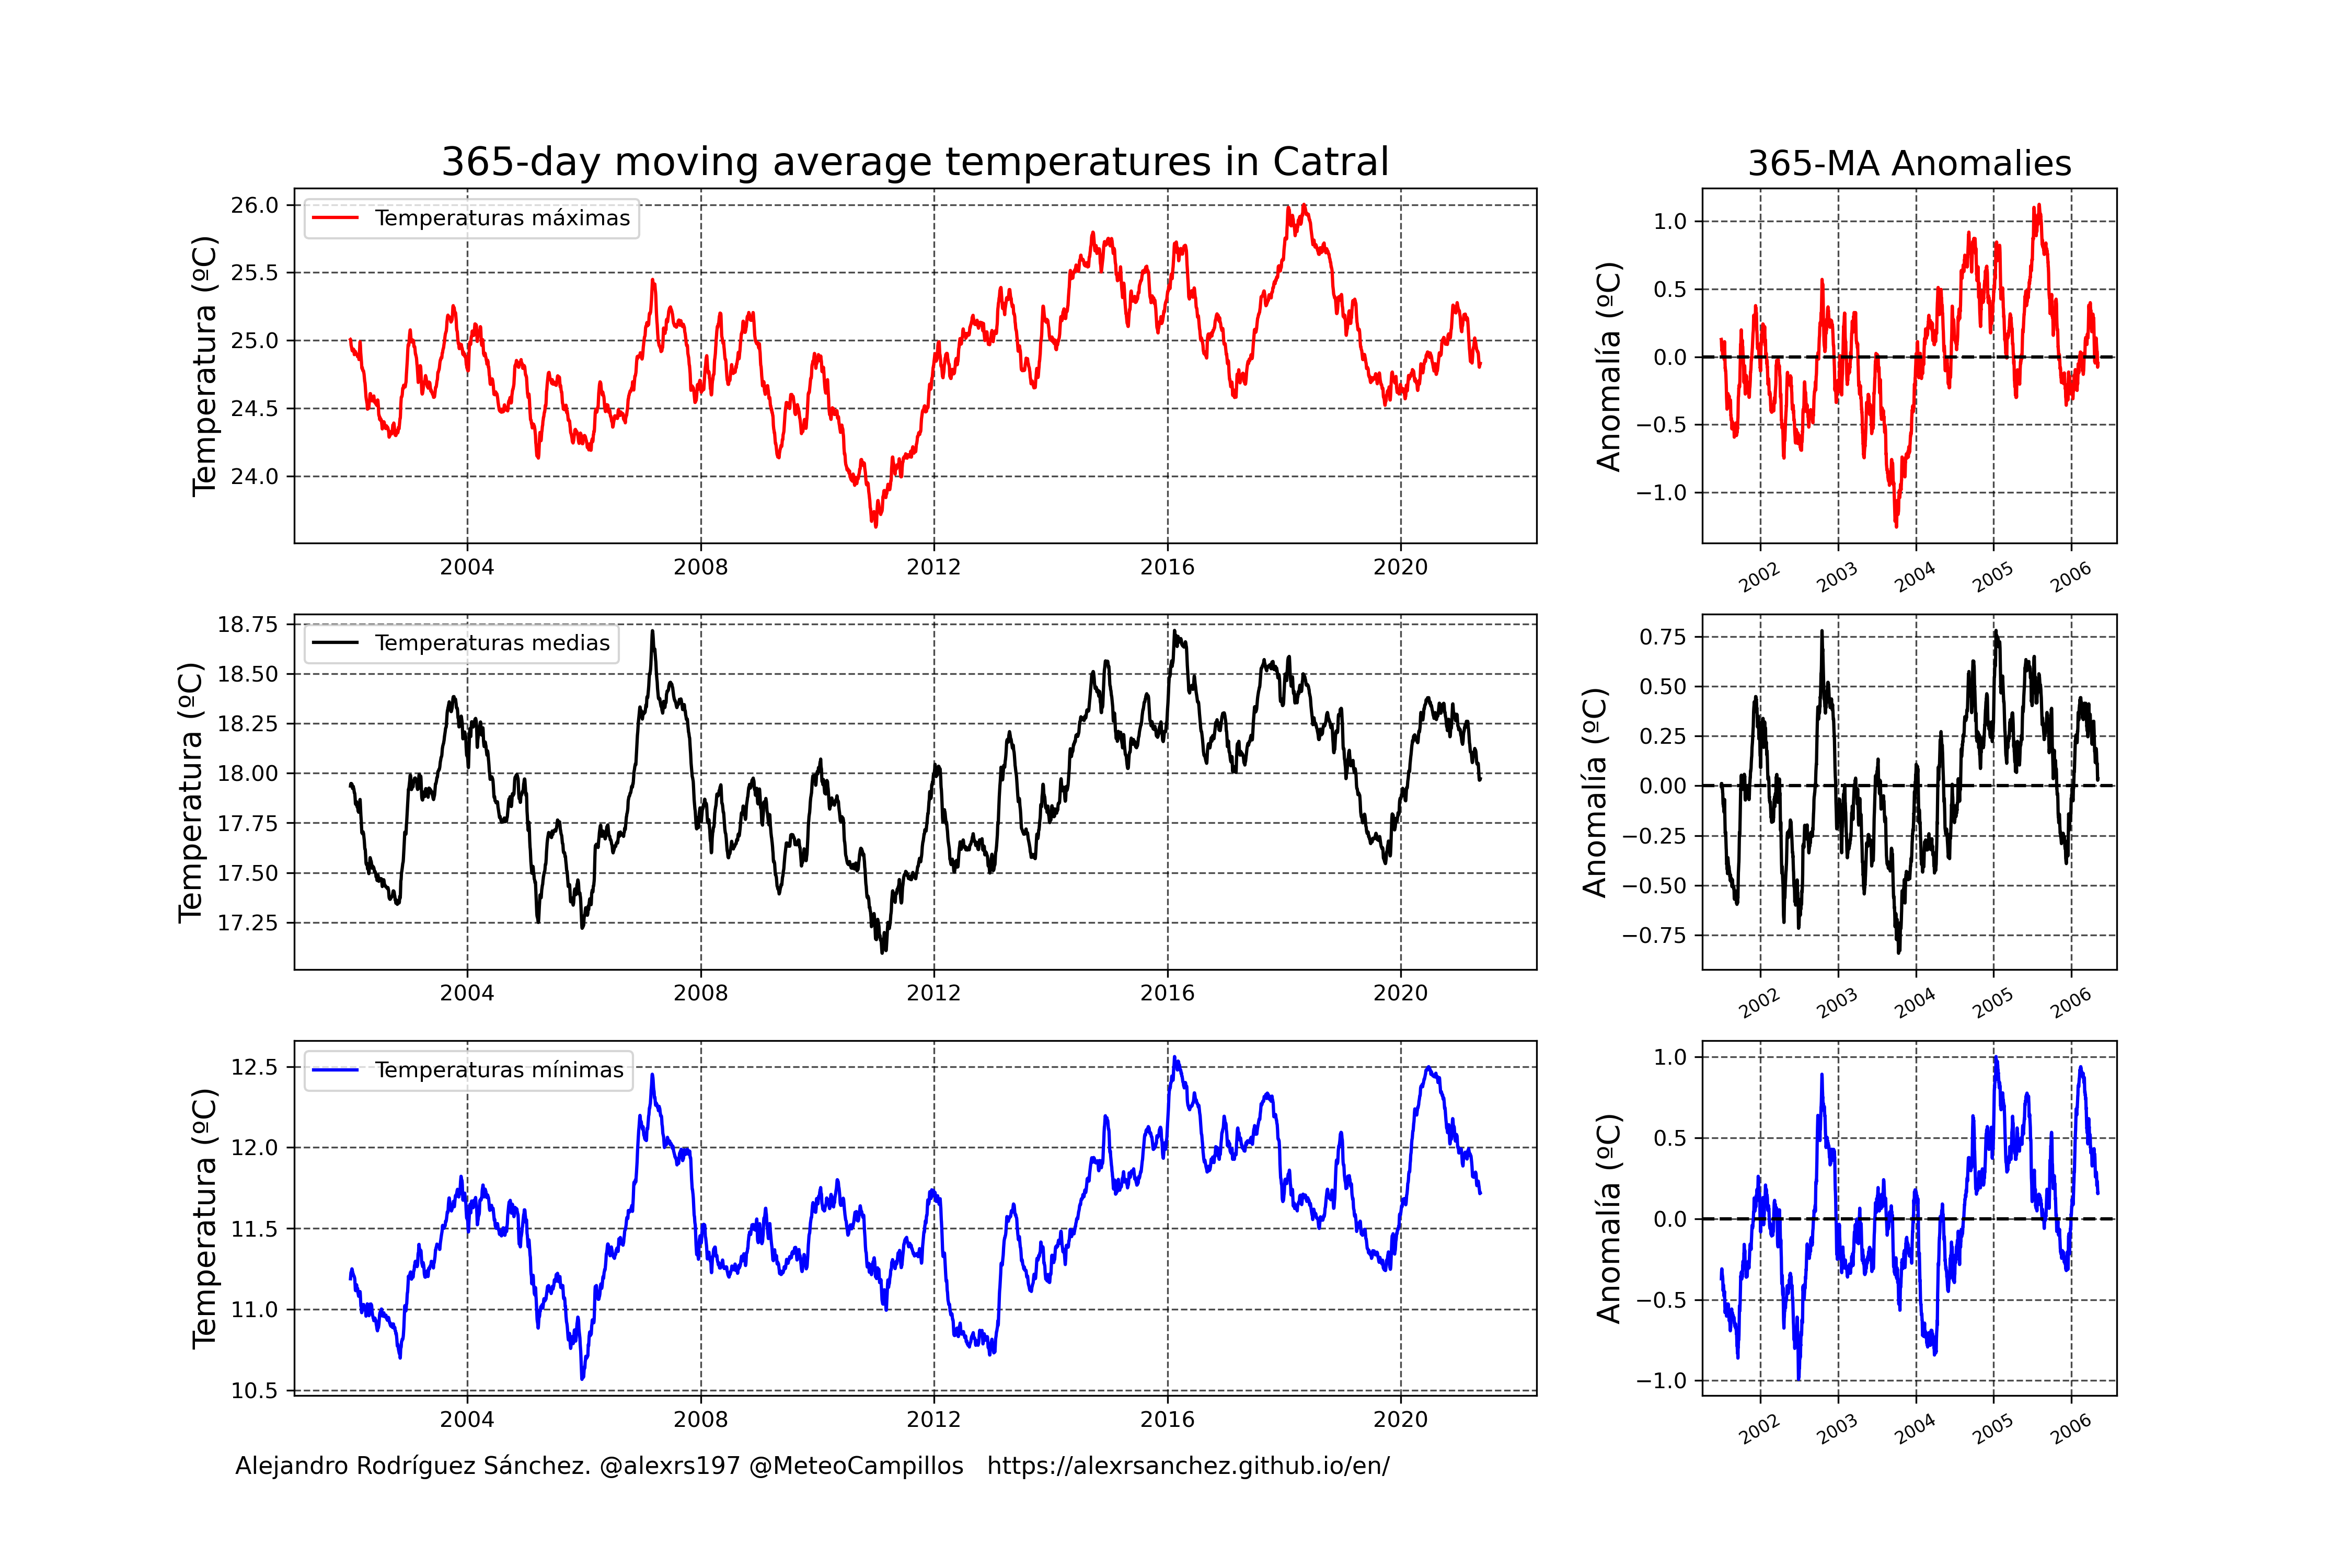 365-day moving average temperatures in Catral
365-MA Anomalies
Temperatura (ºC)
26.0
25.5
25.0
24.5
24.0
Temperaturas máximas
2004 2008 2012 2016 2020
Anomalía (ºC)
1.0
0.5
0.0
−0.5
−1.0
2002 2003 2004 2005 2006
Temperatura (ºC)
18.75
18.50
18.25
18.00
17.75
17.50
17.25
Temperaturas medias
2004 2008 2012 2016 2020
Anomalía (ºC)
0.75
0.50
0.25
0.00
−0.25
−0.50
−0.75
2002 2003 2004 2005 2006
Temperatura (ºC)
12.5
12.0
11.5
11.0
10.5
Temperaturas mínimas
2004 2008 2012 2016 2020
Anomalía (ºC)
1.0
0.5
0.0
−0.5
−1.0
2002 2003 2004 2005 2006
Alejandro Rodríguez Sánchez. @alexrs197 @MeteoCampillos https://alexrsanchez.github.io/en/